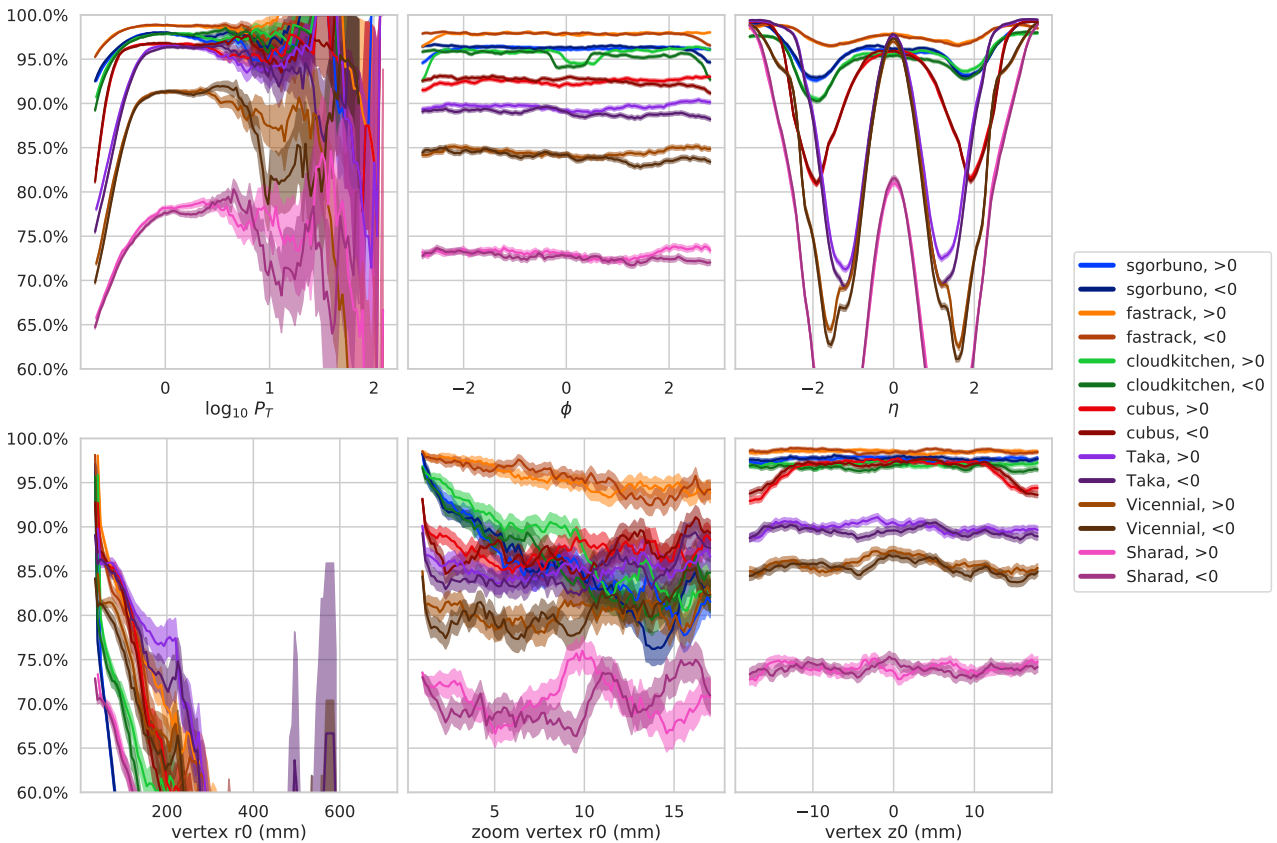 100.0%
95.0%
90.0%
85.0%
80.0%
75.0%
70.0%
65.0%
60.0%
0 1 2
log₁₀ P_T
−2 0 2
ϕ
−2 0 2
η
100.0%
95.0%
90.0%
85.0%
80.0%
75.0%
70.0%
65.0%
60.0%
200 400 600
vertex r0 (mm)
5 10 15
zoom vertex r0 (mm)
−10 0 10
vertex z0 (mm)
sgorbuno, >0
sgorbuno, <0
fastrack, >0
fastrack, <0
cloudkitchen, >0
cloudkitchen, <0
cubus, >0
cubus, <0
Taka, >0
Taka, <0
Vicennial, >0
Vicennial, <0
Sharad, >0
Sharad, <0